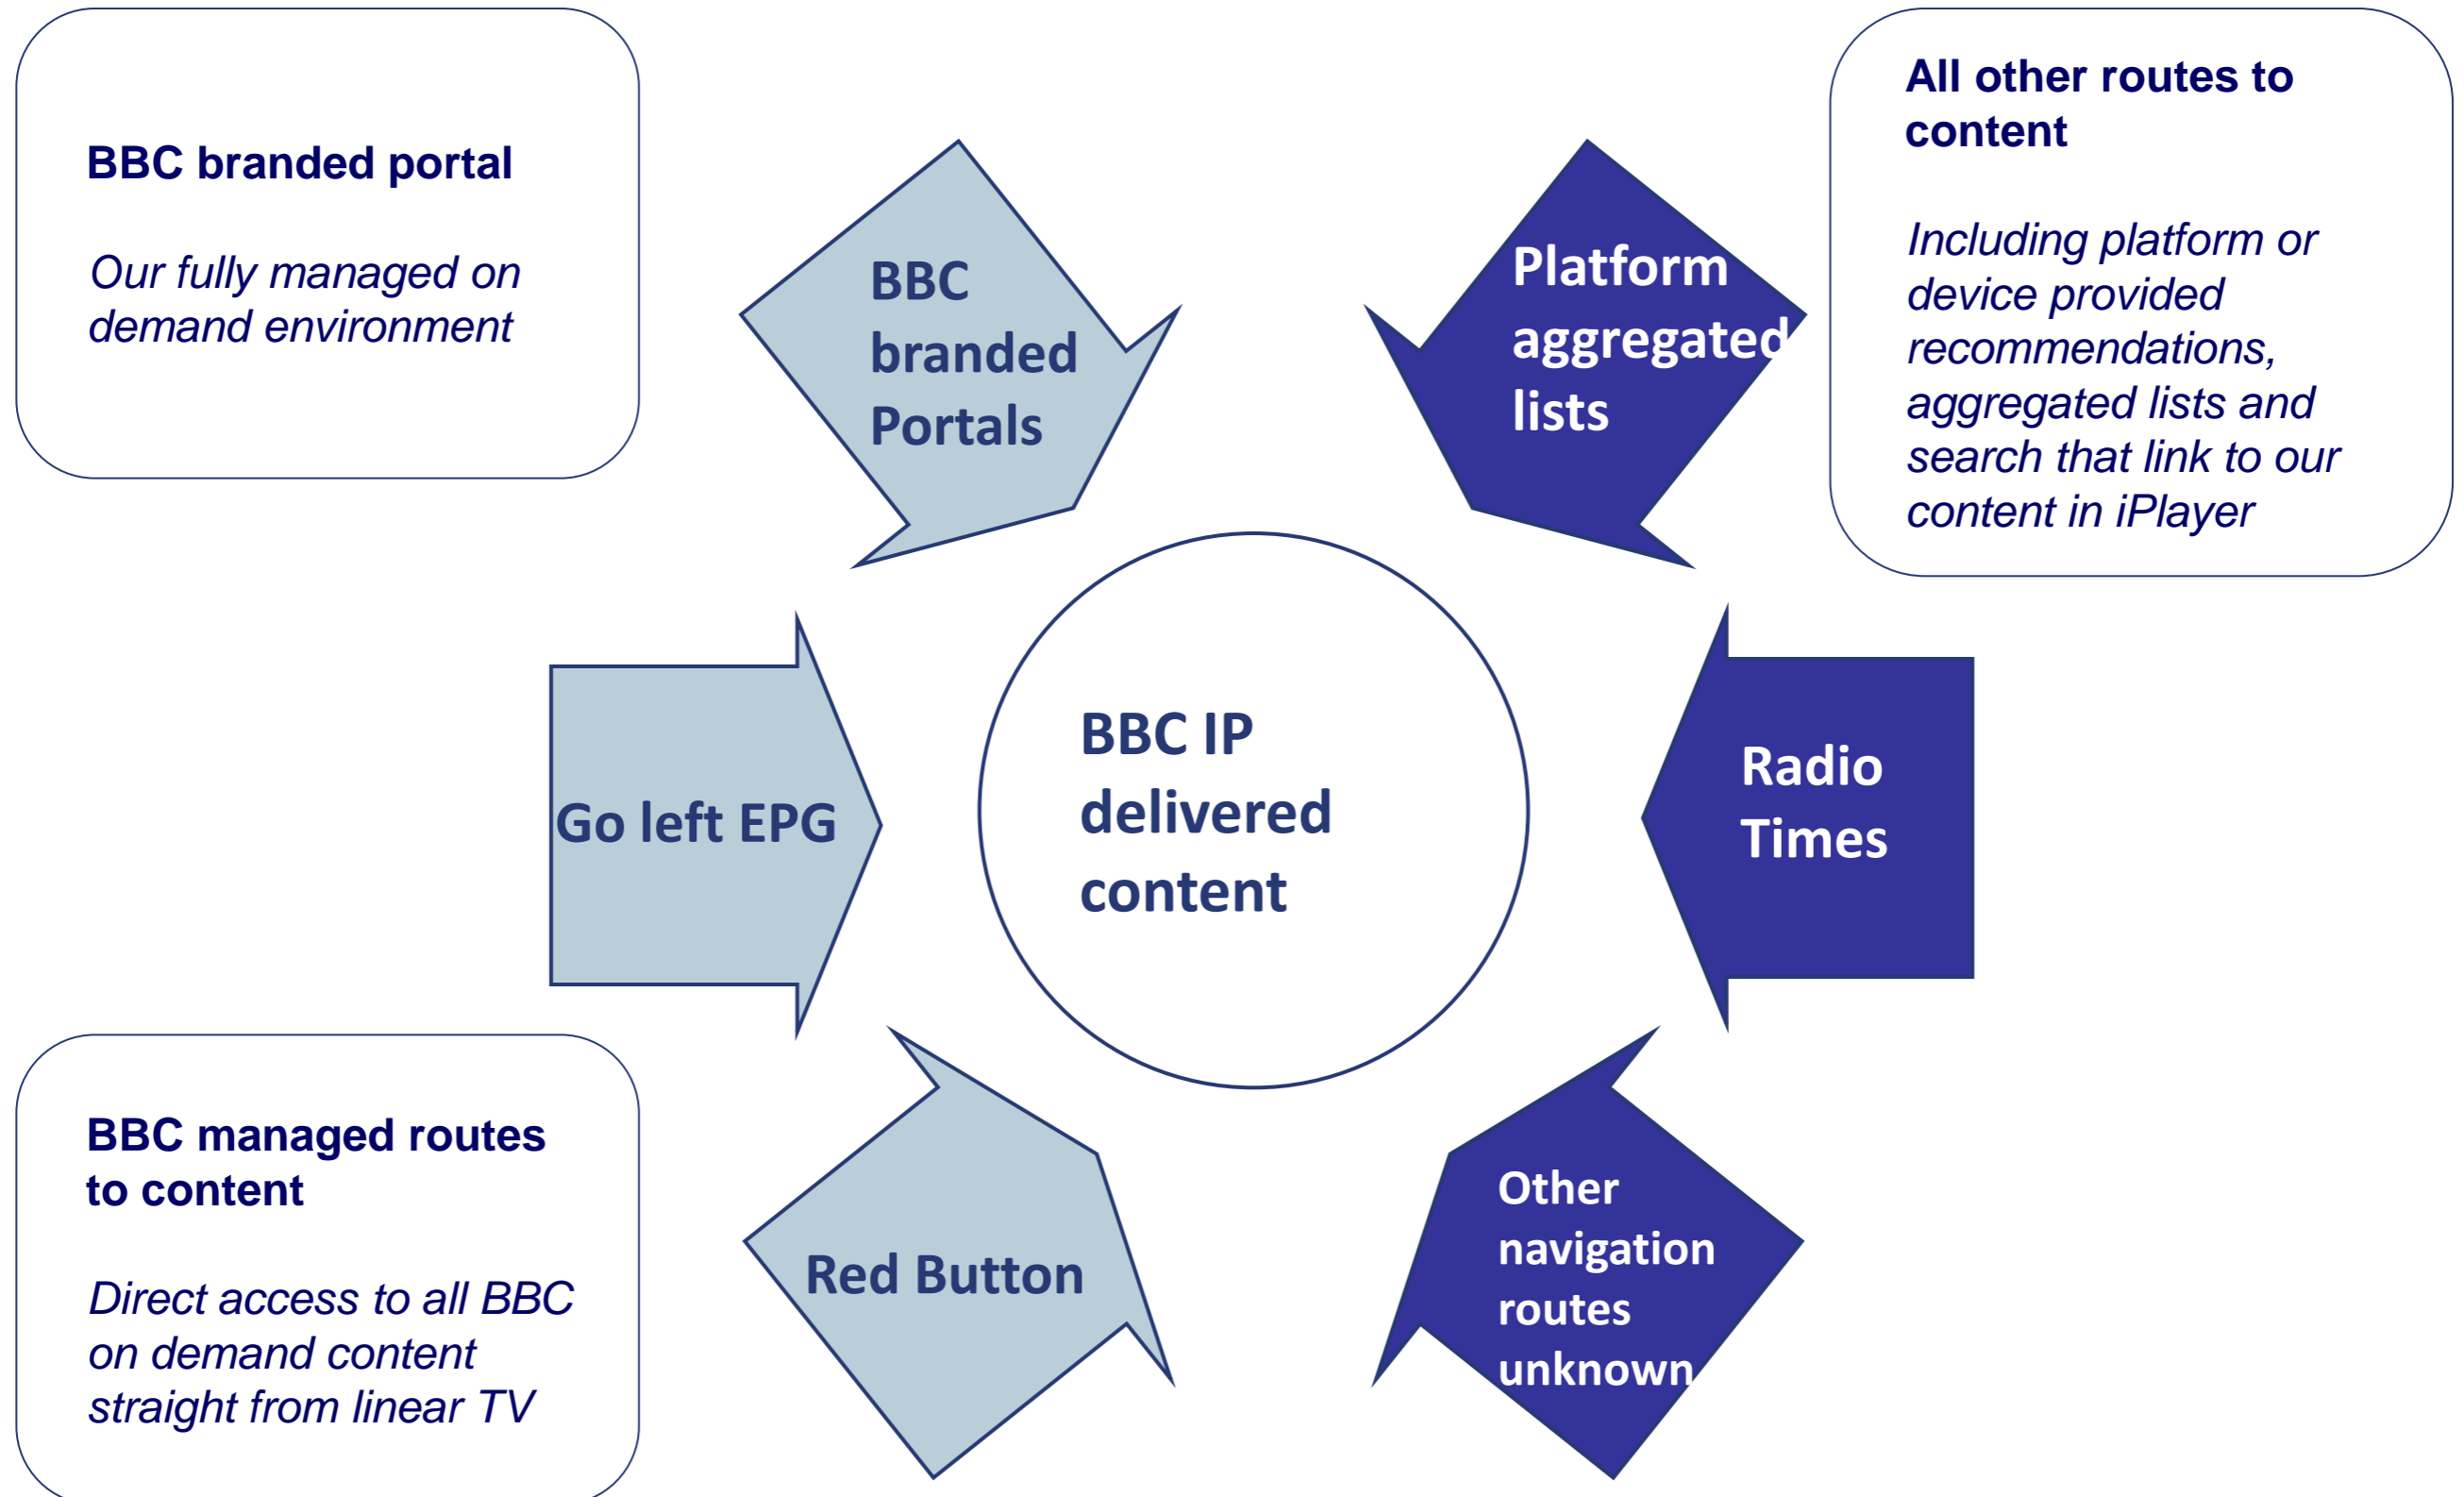 BBC branded portal
Our fully managed on
demand environment
BBC
branded
Portals
Platform
aggregated
lists
All other routes to
content
Including platform or
device provided
recommendations,
aggregated lists and
search that link to our
content in iPlayer
Go left EPG
BBC IP
delivered
content
Radio
Times
BBC managed routes
to content
Direct access to all BBC
on demand content
straight from linear TV
Red Button
Other
navigation
routes
unknown